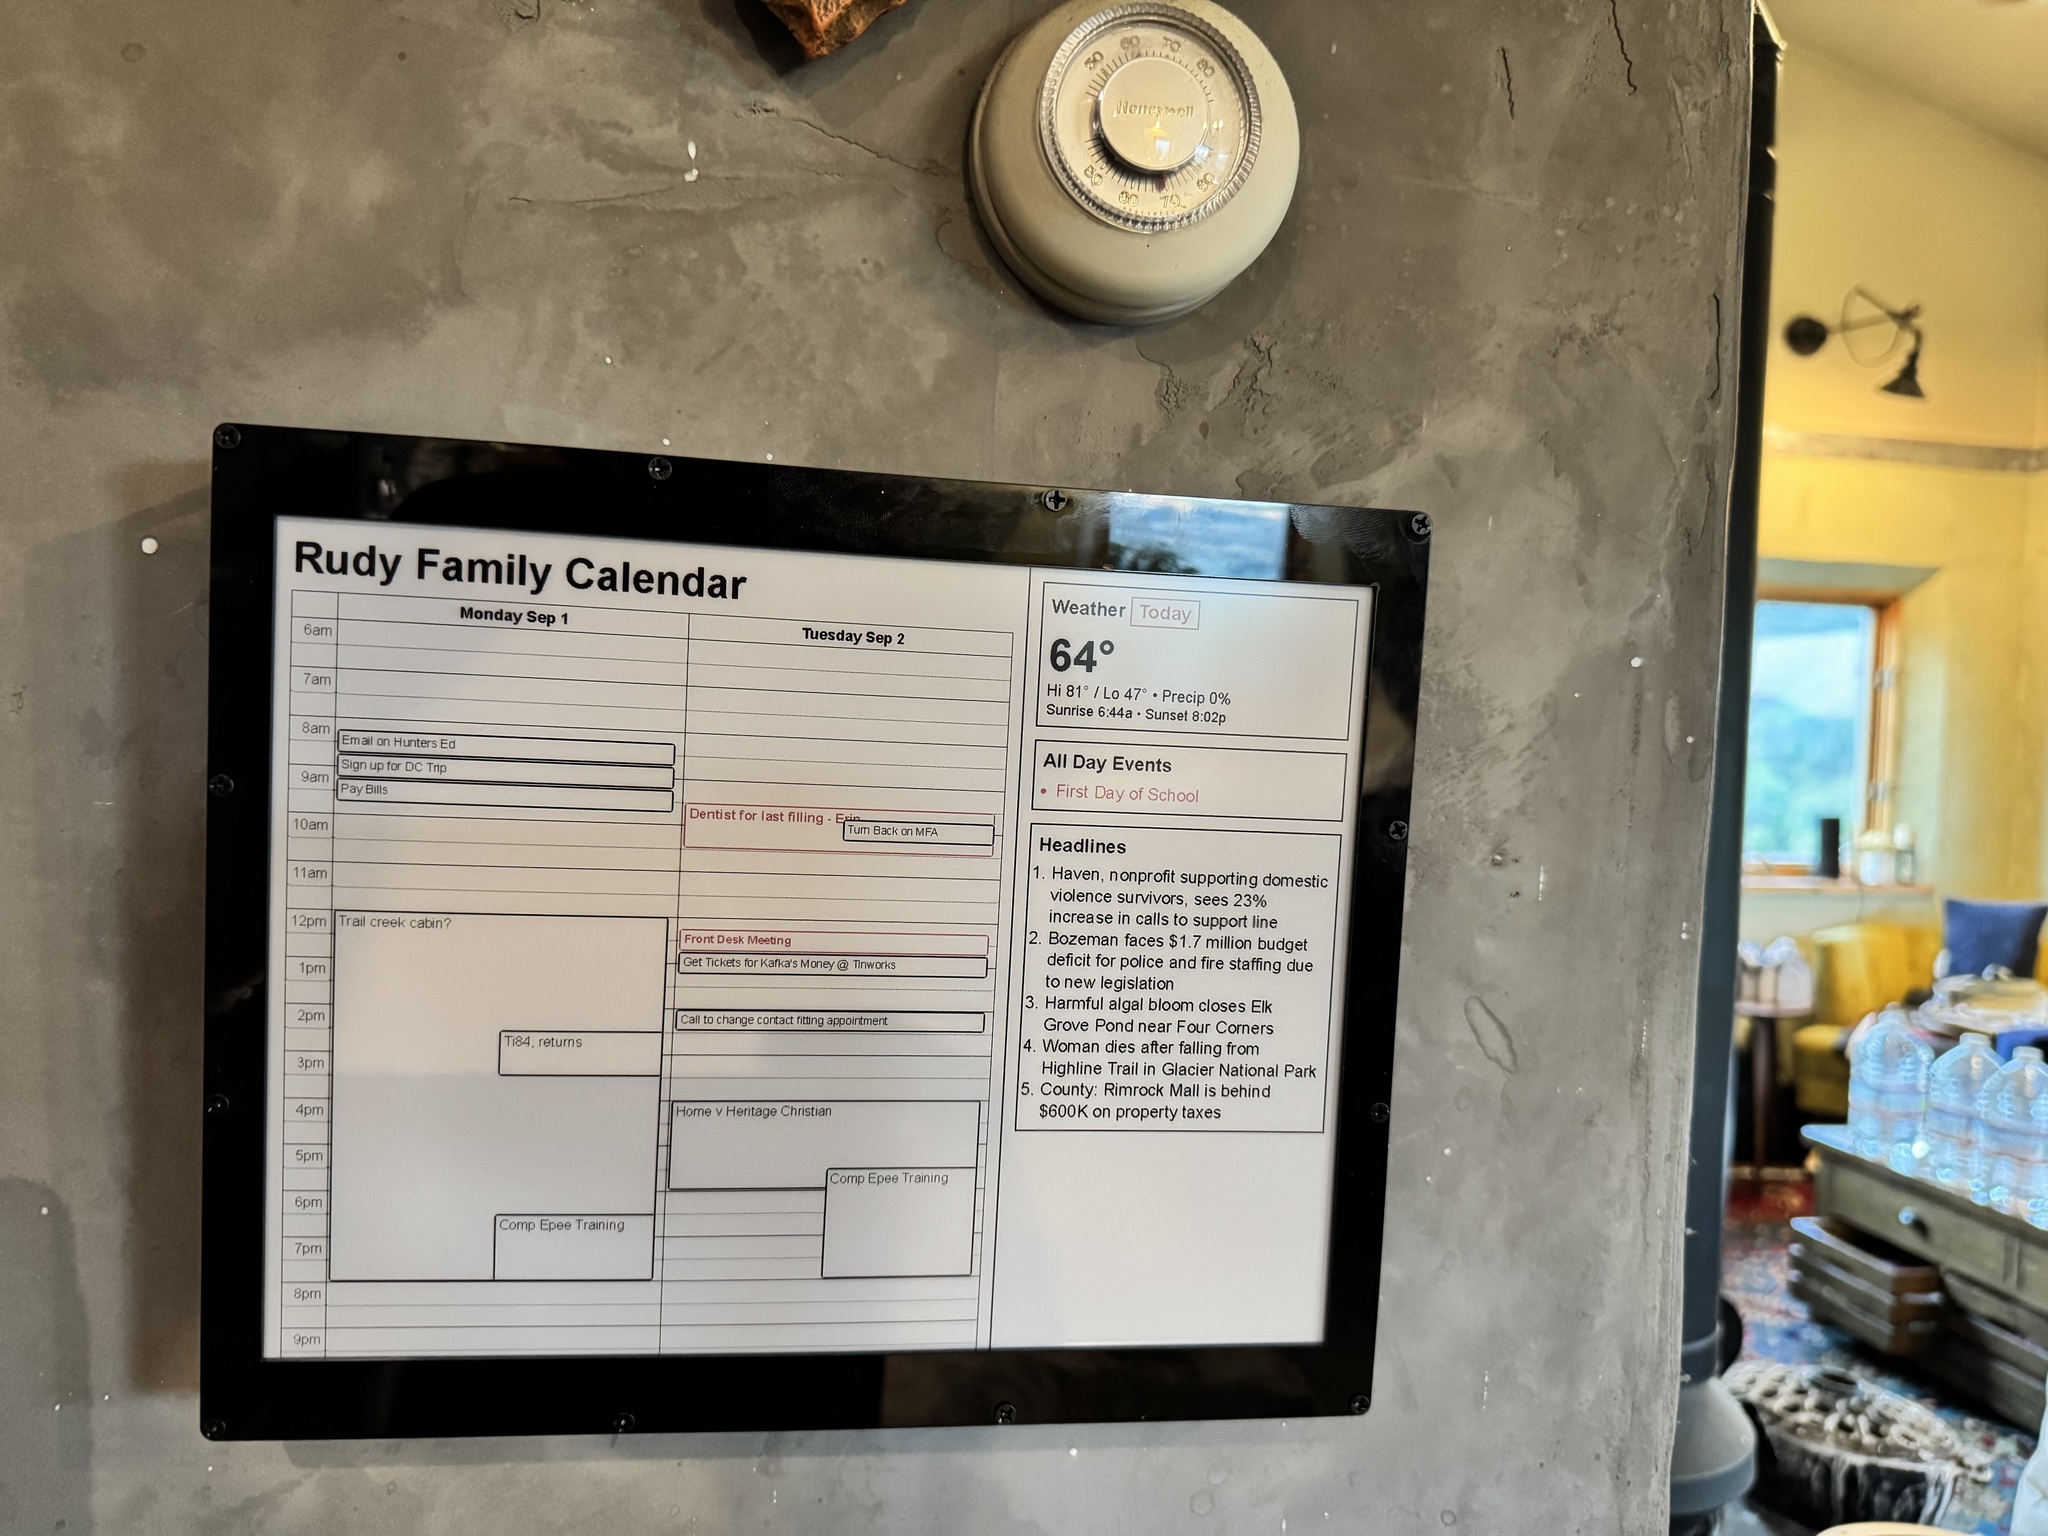 50 60 70 80
Honeywell
50 60 70 80
Rudy Family Calendar
Monday Sep 1
Tuesday Sep 2
6am
7am
8am
Email on Hunters Ed
Sign up for DC Trip
9am
Pay Bills
Dentist for last filling - Erin
Turn Back on MFA
10am
11am
12pm
Trail creek cabin?
Front Desk Meeting
1pm
Get Tickets for Kafka's Money @ Tinworks
2pm
Call to change contact fitting appointment
Ti84, returns
3pm
4pm
Home v Heritage Christian
5pm
Comp Epee Training
6pm
Comp Epee Training
7pm
8pm
9pm
Weather Today
64°
Hi 81° / Lo 47° • Precip 0%
Sunrise 6:44a • Sunset 8:02p
All Day Events
• First Day of School
Headlines
1. Haven, nonprofit supporting domestic
violence survivors, sees 23%
increase in calls to support line
2. Bozeman faces $1.7 million budget
deficit for police and fire staffing due
to new legislation
3. Harmful algal bloom closes Elk
Grove Pond near Four Corners
4. Woman dies after falling from
Highline Trail in Glacier National Park
5. County: Rimrock Mall is behind
$600K on property taxes